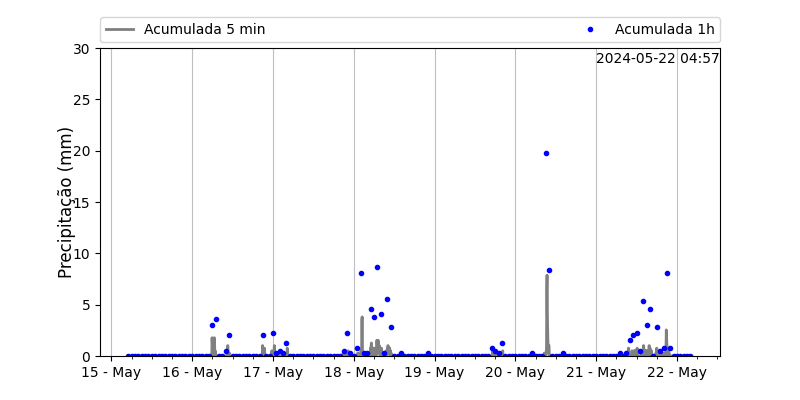 Acumulada 5 min
Acumulada 1h
2024-05-22 04:57
Precipitação (mm)
30
25
20
15
10
5
0
15 - May
16 - May
17 - May
18 - May
19 - May
20 - May
21 - May
22 - May